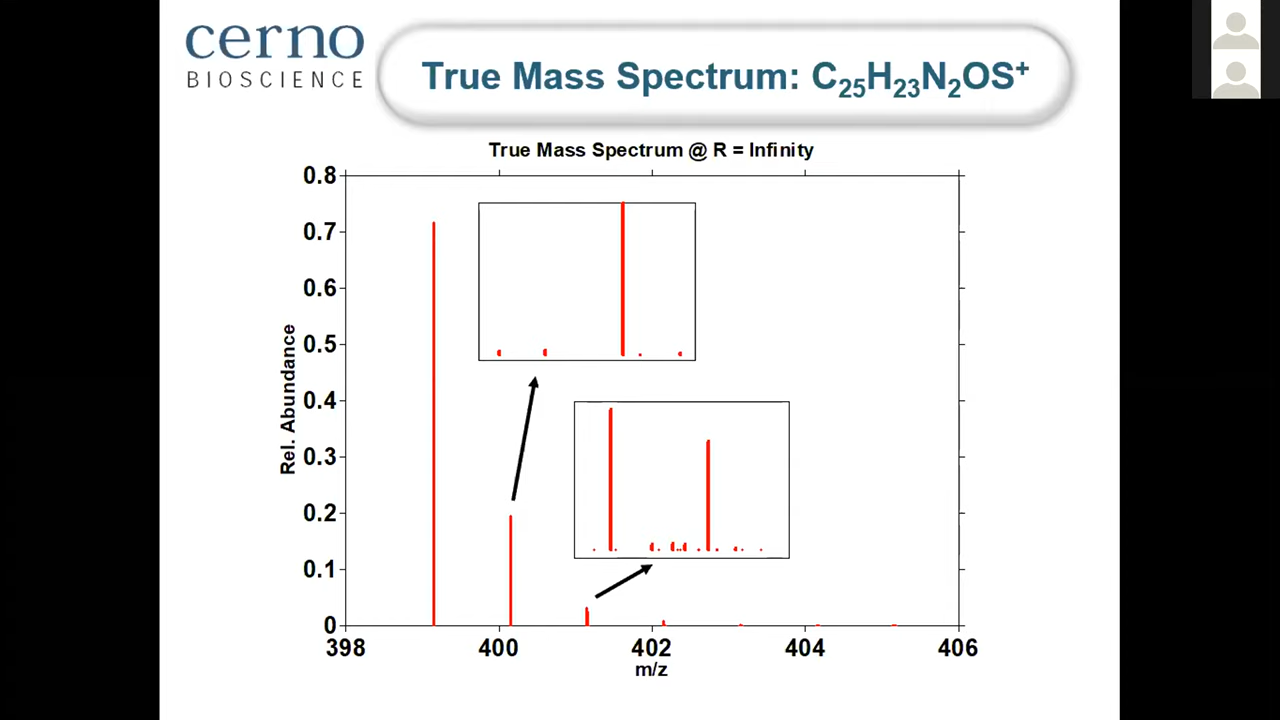 cerno
BIOSCIENCE
True Mass Spectrum: C₂₅H₂₃N₂OS⁺
True Mass Spectrum @ R = Infinity
0.8
0.7
0.6
0.5
0.4
0.3
0.2
0.1
0
Rel. Abundance
398 400 402 404 406
m/z